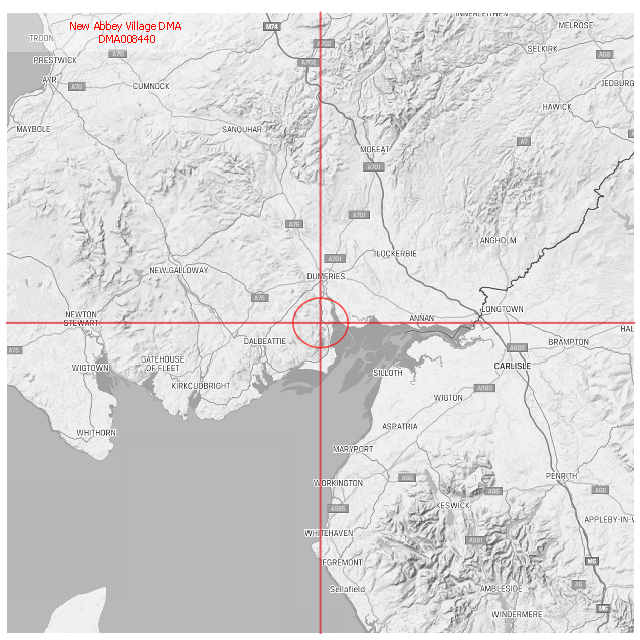 INNERLEITHEN
MELROSE
New Abbey Village DMA
DMA008440
M74
TROON
A702
SELKIRK
A76
A68
PRESTWICK
A702
AYR
A70
CUMNOCK
JEDBURG
HAWICK
MAYBOLE
SANQUHAR
A7
MOFFAT
A701
A701
A76
ANGHOLM
LOCKERBIE
A701
NEW GALLOWAY
DUMFRIES
A75
LONGTOWN
NEWTON
STEWART
ANNAN
HAL
DALBEATTIE
BRAMPTON
A75
A689
GATEHOUSE
OF FLEET
WIGTOWN
CARLISLE
SILLOTH
KIRKCUDBRIGHT
A595
WIGTON
ASPATRIA
WHITHORN
MARYPORT
PENRITH
A66
WORKINGTON
A66
A66
KESWICK
A595
APPLEBY-IN-W
WHITEHAVEN
A591
EGREMONT
M6
A6
Sellafield
AMBLESIDE
M6
WINDERMERE